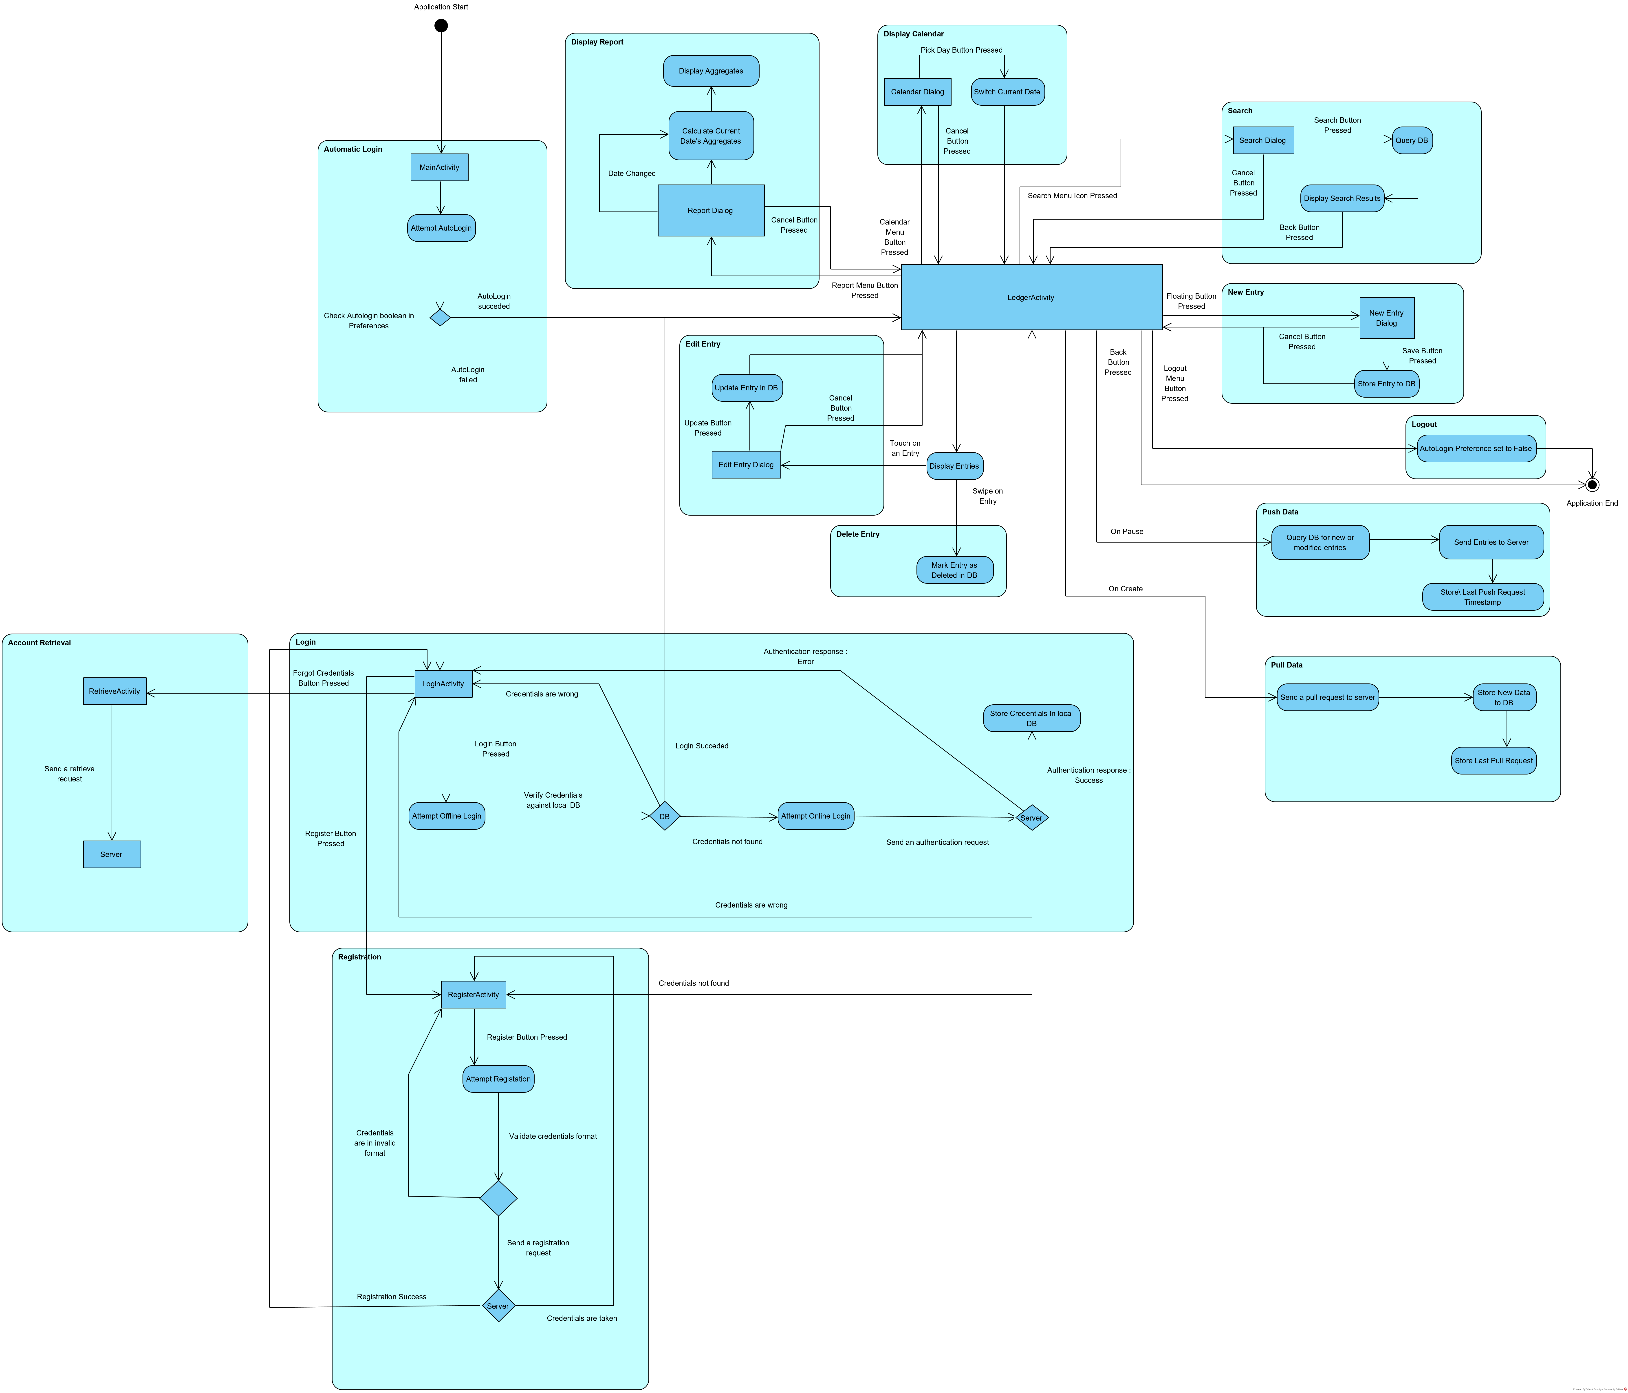 Application Start
Display Report
Display Aggregates
Calculate Current
Date's Aggregates
Date Changed
Report Dialog
Cancel Button
Pressed
Display Calendar
Pick Day Button Pressed
Calendar Dialog
Switch Current Date
Cancel
Button
Pressed
Calendar
Menu
Button
Pressed
Search Menu Icon Pressed
Search
Search Button
Pressed
Search Dialog
Query DB
Cancel
Button
Pressed
Display Search Results
Back Button
Pressed
Automatic Login
MainActivity
Attempt AutoLogin
AutoLogin
succeded
Check Autologin boolean in
Preferences
AutoLogin
failed
Report Menu Button
Pressed
LedgerActivity
Floating Button
Pressed
New Entry
New Entry
Dialog
Cancel Button
Pressed
Save Button
Pressed
Store Entry to DB
Edit Entry
Update Entry in DB
Cancel
Button
Pressed
Update Button
Pressed
Edit Entry Dialog
Touch on
an Entry
Display Entries
Swipe on
Entry
Back
Button
Pressed
Logout
Menu
Button
Pressed
Logout
AutoLogin Preference set to False
Application End
Delete Entry
Mark Entry as
Deleted in DB
On Pause
Push Data
Query DB for new or
modified entries
Send Entries to Server
Store\ Last Push Request
Timestamp
On Create
Pull Data
Send a pull request to server
Store New Data
to DB
Store Last Pull Request
Account Retrieval
RetrieveActivity
Send a retrieve
request
Server
Login
Forgot Credentials
Button Pressed
LoginActivity
Credentials are wrong
Authentication response :
Error
Store Credentials In local
DB
Login Button
Pressed
Login Succeded
Authentication response :
Success
Verify Credentials
against local DB
Attempt Offline Login
DB
Attempt Online Login
Server
Register Button
Pressed
Credentials not found
Send an authentication request
Credentials are wrong
Registration
RegisterActivity
Credentials not found
Register Button Pressed
Attempt Registation
Credentials
are in invalid
format
Validate credentials format
Send a registration
request
Registration Success
Server
Credentials are taken